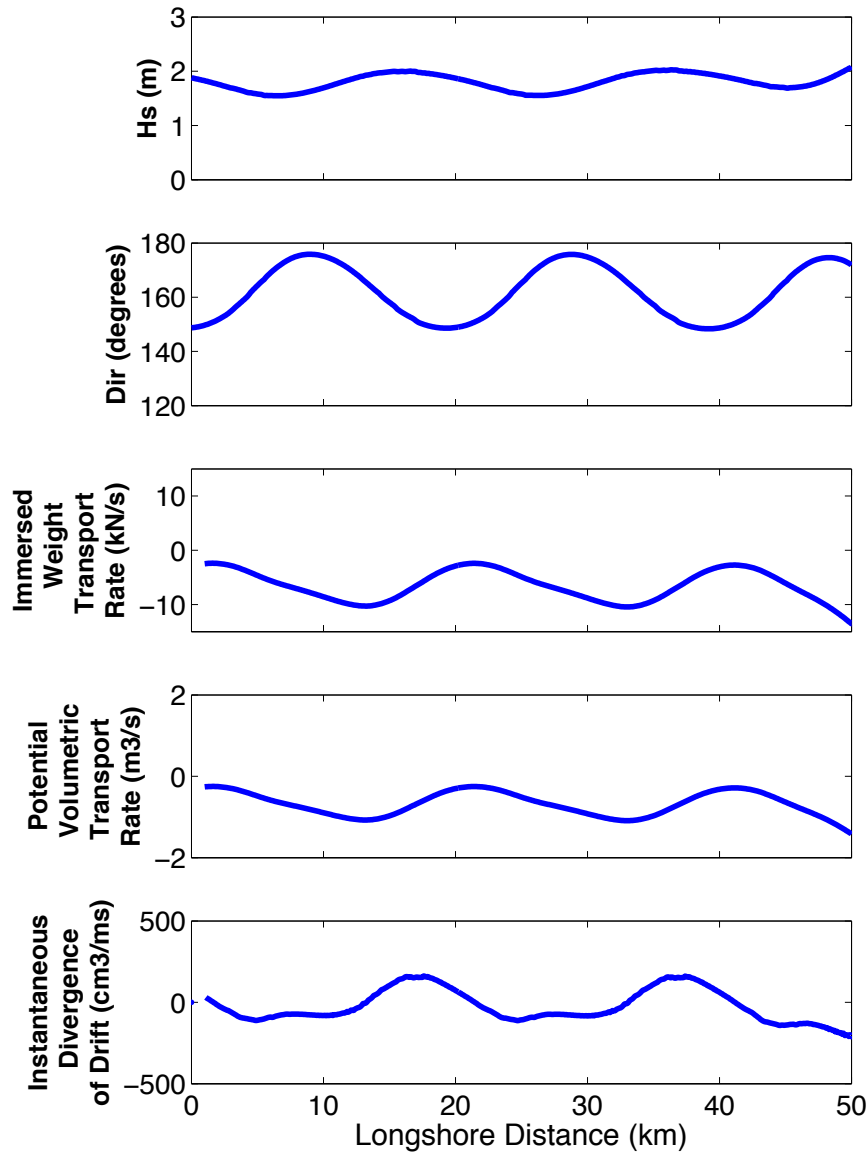 3
2
1
0
Hs (m)
180
160
140
120
Dir (degrees)
10
0
−10
Immersed
Weight
Transport
Rate (kN/s)
2
0
−2
Potential
Volumetric
Transport
Rate (m3/s)
500
0
−500
Instantaneous
Divergence
of Drift (cm3/ms)
0 10 20 30 40 50
Longshore Distance (km)